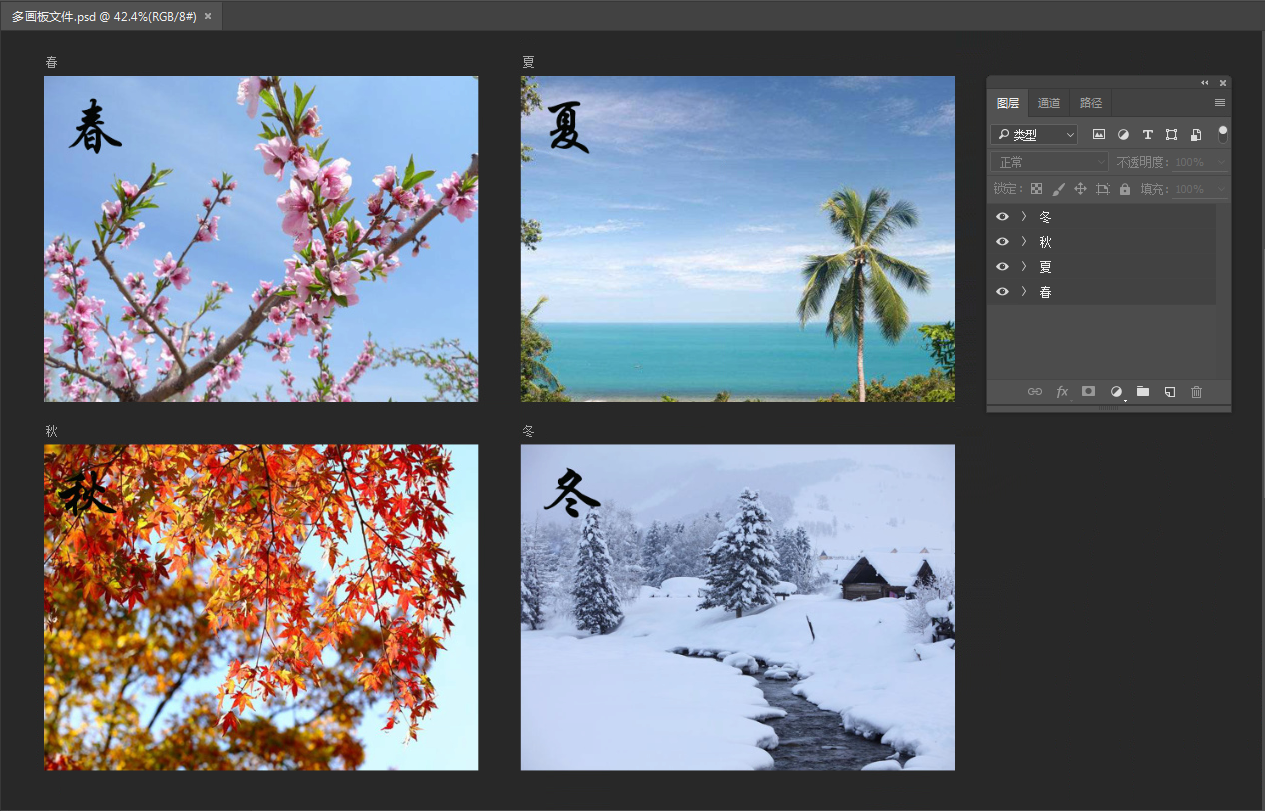 多画板文件.psd @ 42.4%(RGB/8#) ×
春
夏
春
夏
秋
冬
秋
冬
图层 通道 路径
类型
正常 不透明度: 100%
锁定: 填充: 100%
冬
秋
夏
春
fx